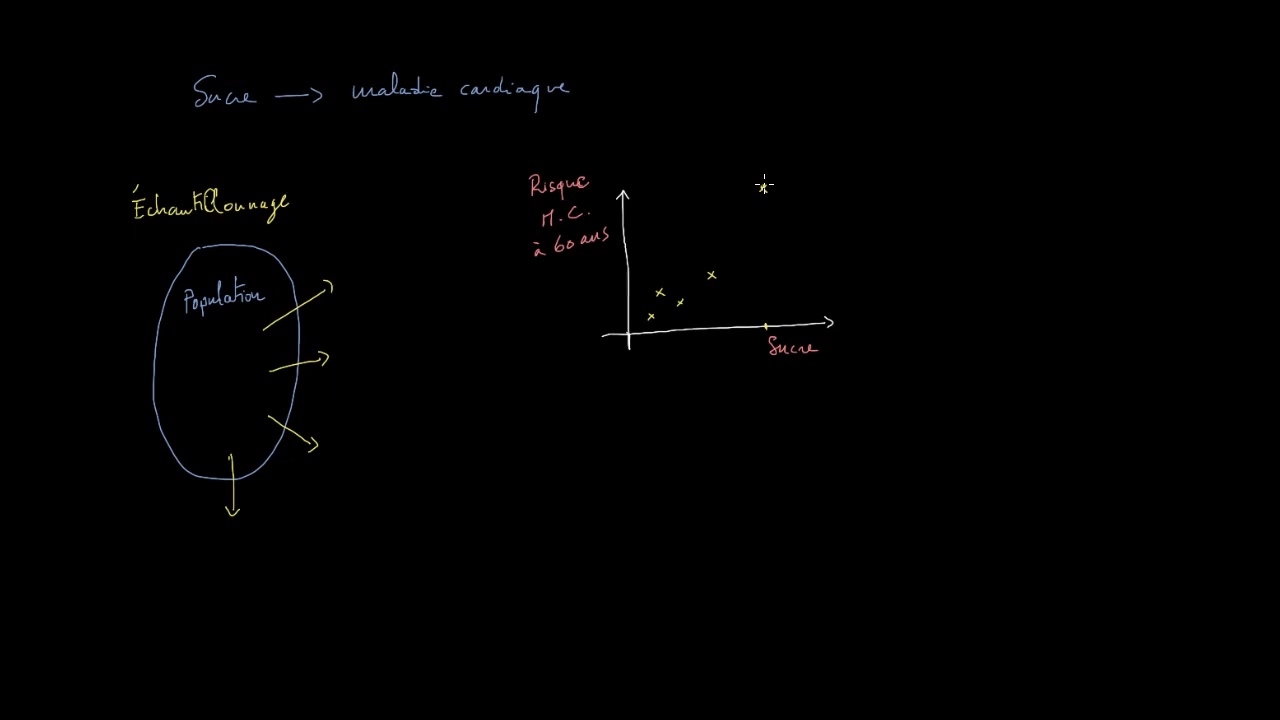 Sucre → maladie cardiaque
Échantillonnage
Population
Risque
M.C.
à 60 ans
Sucre